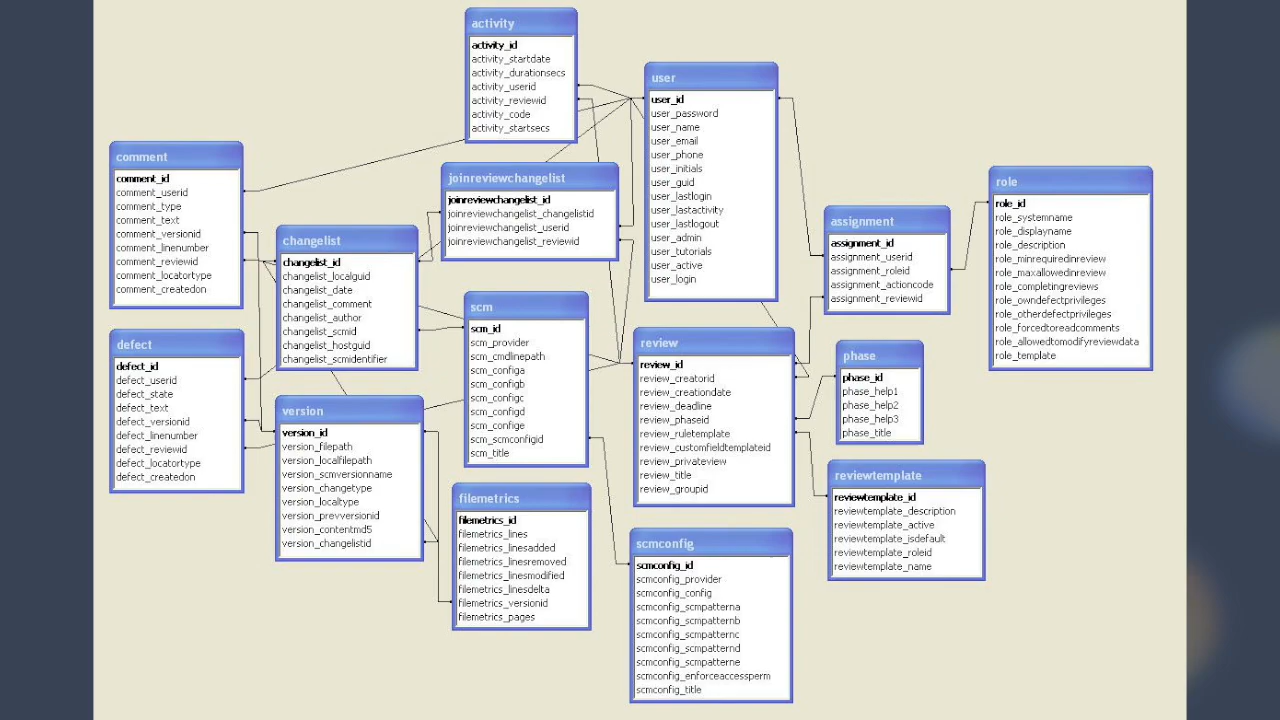 activity
activity_id
activity_startdate
activity_durationsecs
activity_userid
activity_reviewid
activity_code
activity_startsecs
user
user_id
user_password
user_name
user_email
user_phone
user_initials
user_guid
user_lastlogin
user_lastactivity
user_lastlogout
user_admin
user_tutorials
user_active
user_login
comment
comment_id
comment_userid
comment_type
comment_text
comment_versionid
comment_linenumber
comment_reviewid
comment_locatortype
comment_createdon
joinreviewchangelist
joinreviewchangelist_id
joinreviewchangelist_changelistid
joinreviewchangelist_userid
joinreviewchangelist_reviewid
role
role_id
role_systemname
role_displayname
role_description
role_minrequiredinreview
role_maxallowedinreview
role_completingreviews
role_owndefectprivileges
role_otherdefectprivileges
role_forcedtoreadcomments
role_allowedtomodifyreviewdata
role_template
assignment
assignment_id
assignment_userid
assignment_roleid
assignment_actioncode
assignment_reviewid
changelist
changelist_id
changelist_localguid
changelist_date
changelist_comment
changelist_author
changelist_scmid
changelist_hostguid
changelist_scmidentifier
scm
scm_id
scm_provider
scm_cmdlinepath
scm_configa
scm_configb
scm_configc
scm_configd
scm_confige
scm_scmconfigid
scm_title
defect
defect_id
defect_userid
defect_state
defect_text
defect_versionid
defect_linenumber
defect_reviewid
defect_locatortype
defect_createdon
review
review_id
review_creatorid
review_creationdate
review_deadline
review_phaseid
review_ruletemplate
review_customfieldtemplateid
review_privateview
review_title
review_groupid
phase
phase_id
phase_help1
phase_help2
phase_help3
phase_title
version
version_id
version_filepath
version_localfilepath
version_scmversionname
version_changetype
version_localtype
version_prevversionid
version_contentmd5
version_changelistid
reviewtemplate
reviewtemplate_id
reviewtemplate_description
reviewtemplate_active
reviewtemplate_isdefault
reviewtemplate_roleid
reviewtemplate_name
filemetrics
filemetrics_id
filemetrics_lines
filemetrics_linesadded
filemetrics_linesremoved
filemetrics_linesmodified
filemetrics_linesdelta
filemetrics_versionid
filemetrics_pages
scmconfig
scmconfig_id
scmconfig_provider
scmconfig_config
scmconfig_scmpatterna
scmconfig_scmpatternb
scmconfig_scmpatternc
scmconfig_scmpatternd
scmconfig_scmpatterne
scmconfig_enforceaccessperm
scmconfig_title